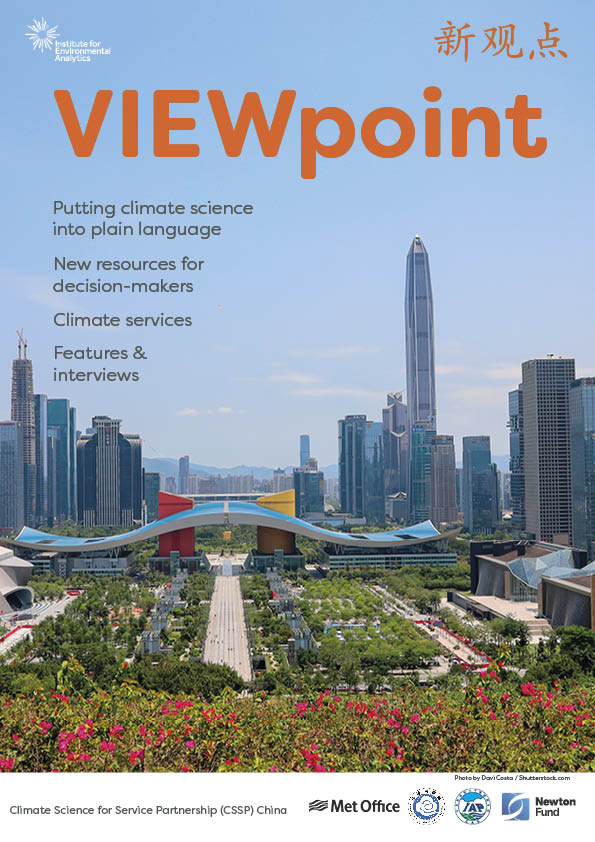 Institute for
Environmental
Analytics
新观点
VIEWpoint
Putting climate science
into plain language
New resources for
decision-makers
Climate services
Features &
interviews
Photo by Davi Costa / Shutterstock.com
Climate Science for Service Partnership (CSSP) China
Met Office
IAP
Newton
Fund